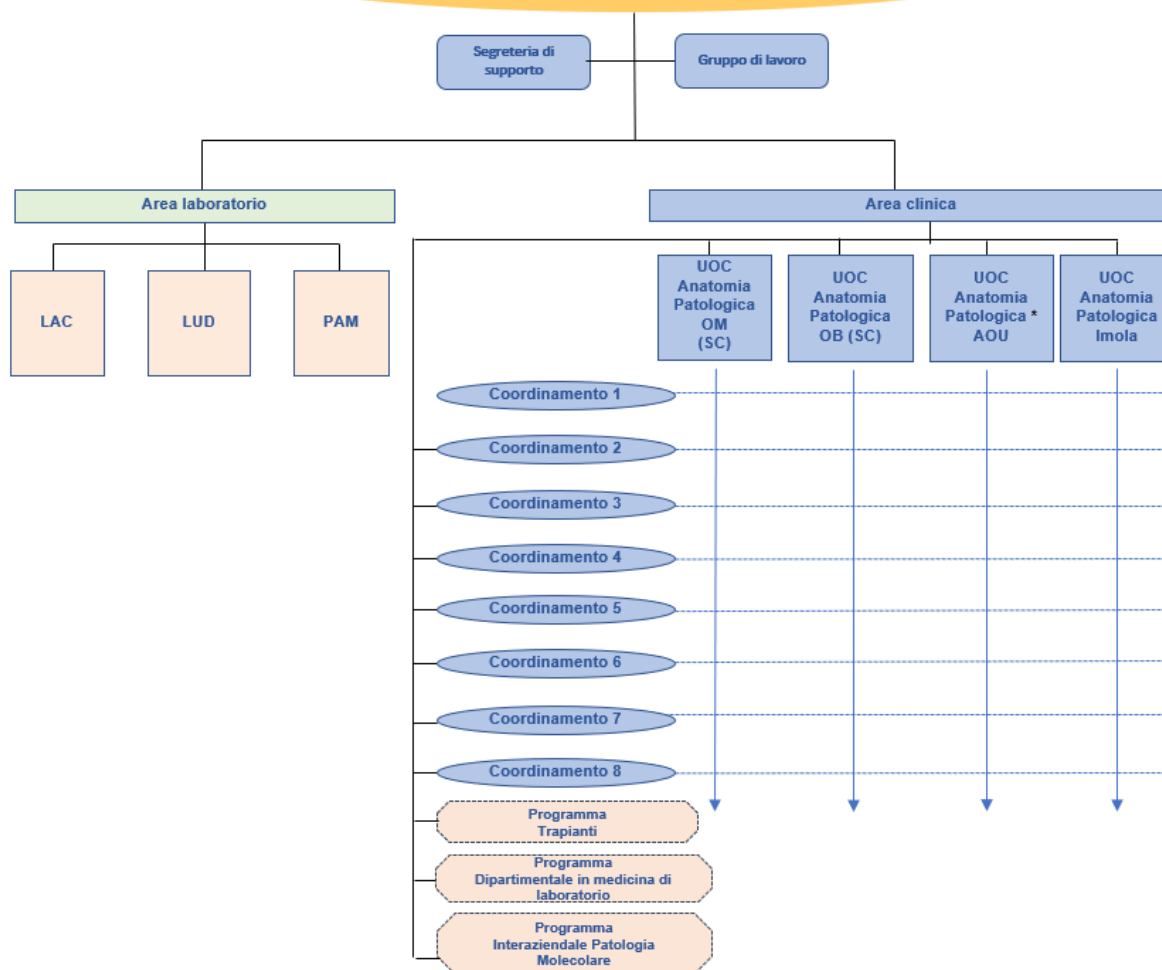 Segreteria di
supporto
Gruppo di lavoro
Area laboratorio
Area clinica
LAC
LUD
PAM
UOC
Anatomia
Patologica
OM
(SC)
UOC
Anatomia
Patologica
OB (SC)
UOC
Anatomia
Patologica *
AOU
UOC
Anatomia
Patologica
Imola
Coordinamento 1
Coordinamento 2
Coordinamento 3
Coordinamento 4
Coordinamento 5
Coordinamento 6
Coordinamento 7
Coordinamento 8
Programma
Trapianti
Programma
Dipartimentale in medicina di
laboratorio
Programma
Interaziendale Patologia
Molecolare